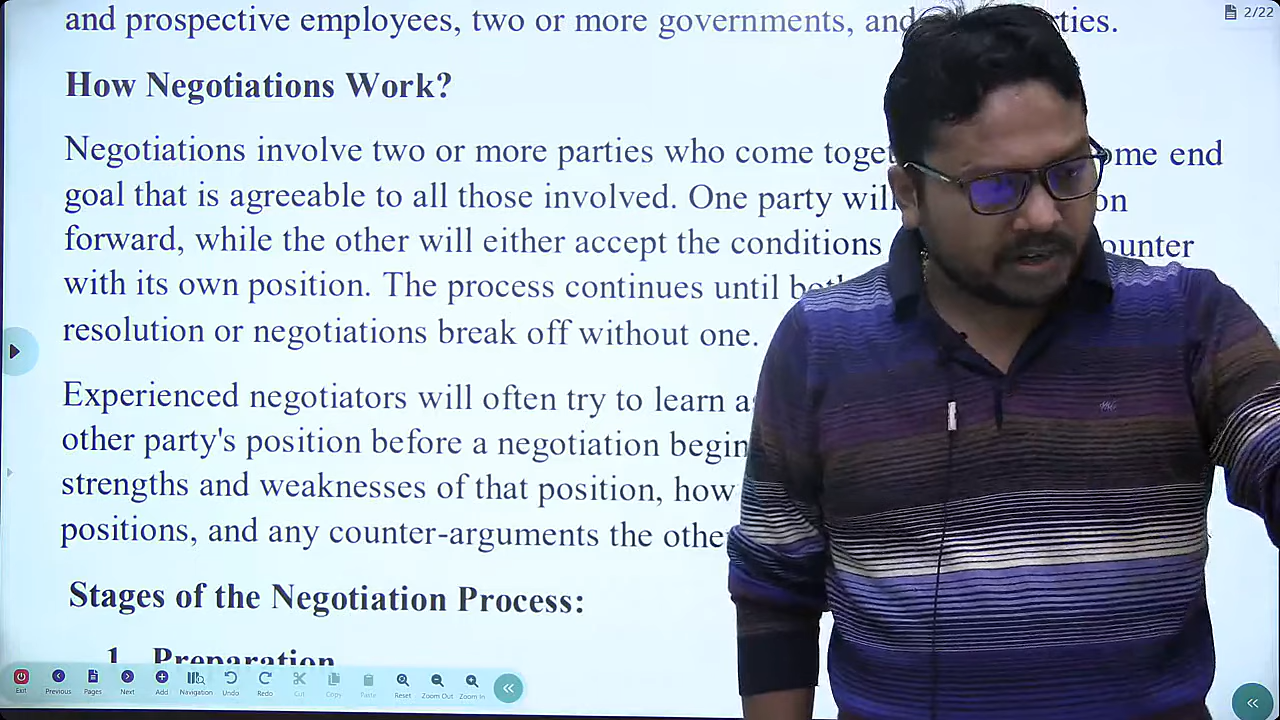 and prospective employees, two or more governments, and ties.
2/22
How Negotiations Work?
Negotiations involve two or more parties who come toge ome end
goal that is agreeable to all those involved. One party will on
forward, while the other will either accept the conditions ounter
with its own position. The process continues until both
resolution or negotiations break off without one.
Experienced negotiators will often try to learn as
other party's position before a negotiation begin
strengths and weaknesses of that position, how
positions, and any counter-arguments the othe
Stages of the Negotiation Process:
1. Preparation
Exit Previous Pages Next Add Navigation Undo Redo Cut Copy Paste Reset Zoom Out Zoom In